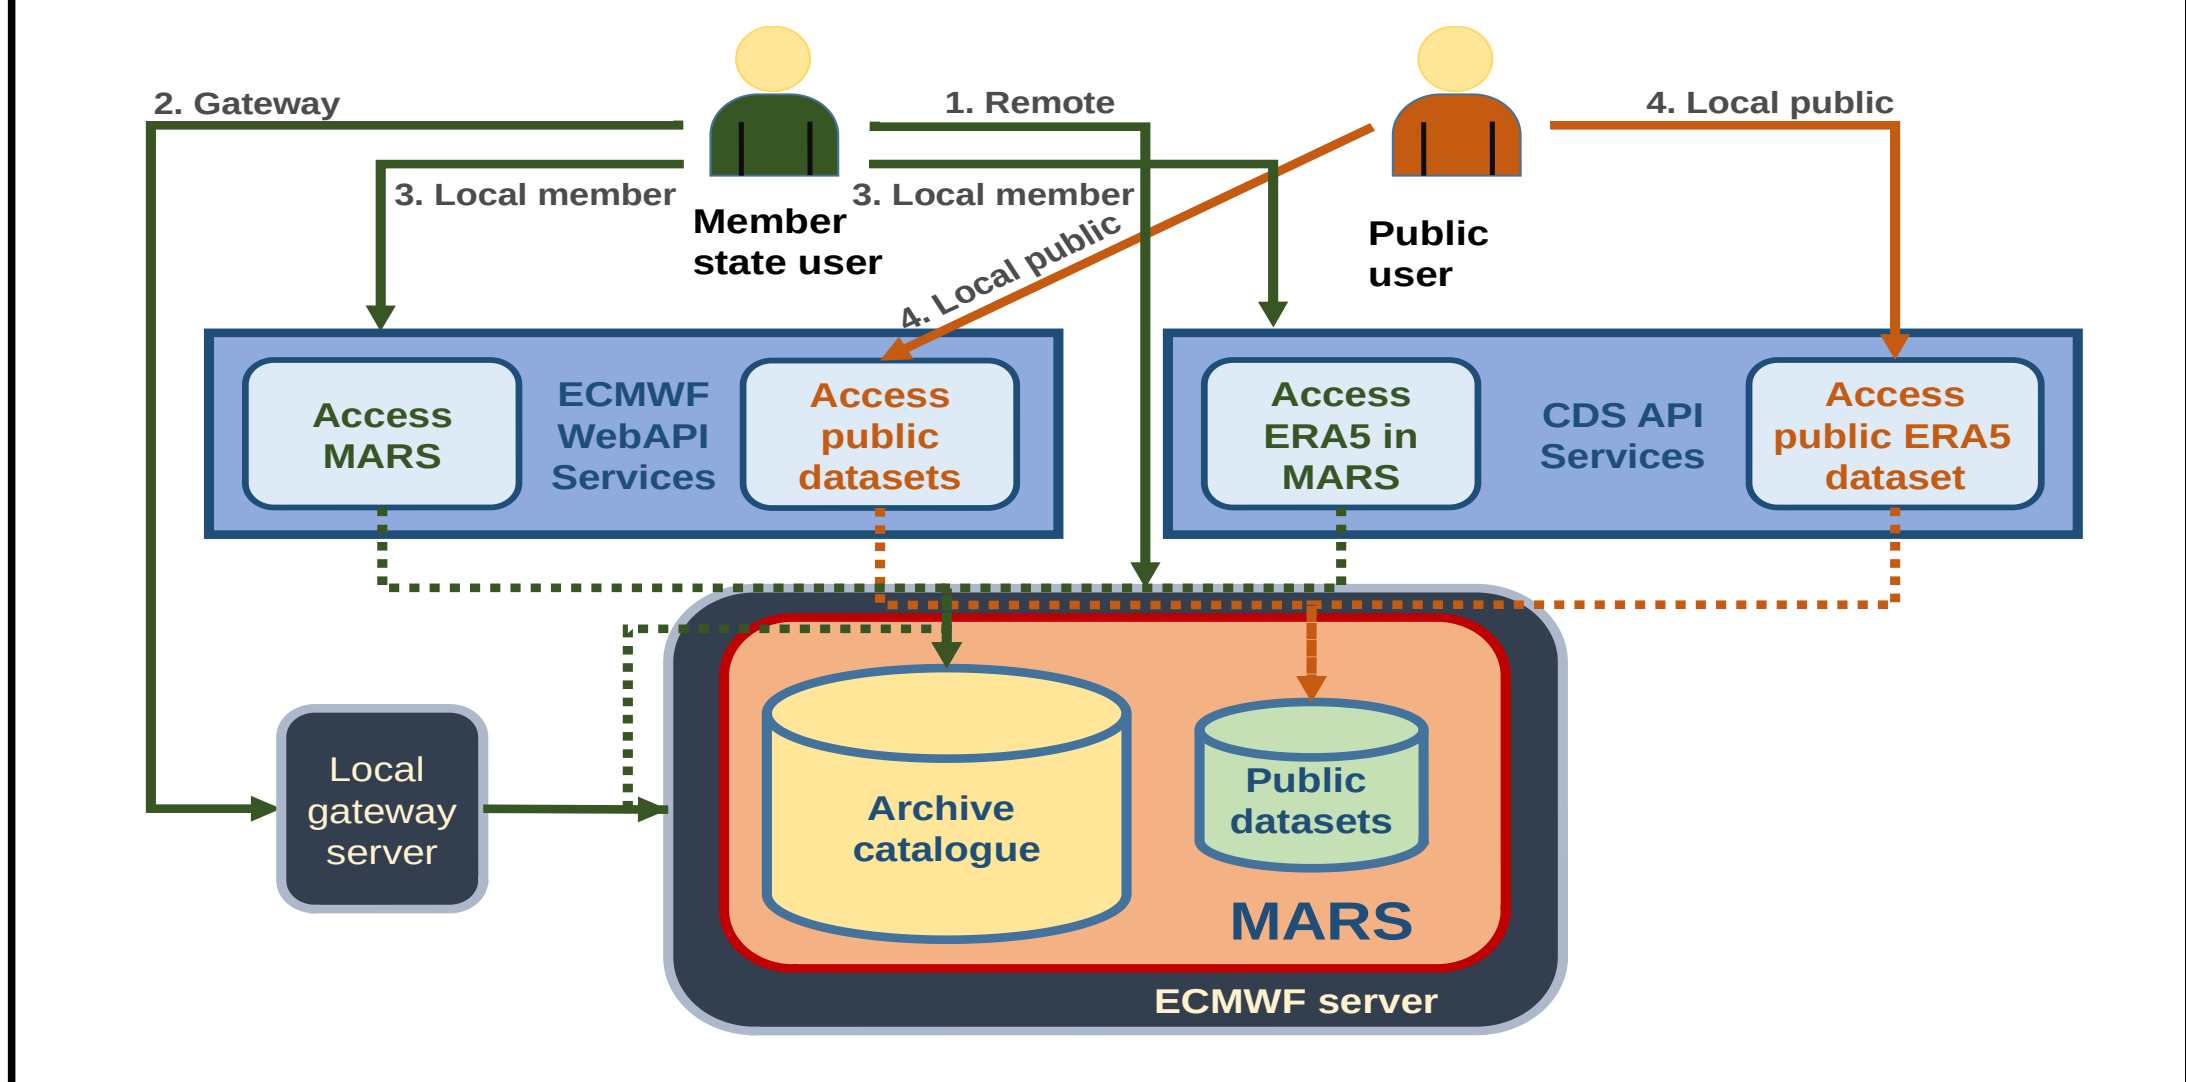 2. Gateway
1. Remote
4. Local public
3. Local member
3. Local member
Member
state user
4. Local public
Public
user
Access
MARS
ECMWF
WebAPI
Services
Access
public
datasets
Access
ERA5 in
MARS
CDS API
Services
Access
public ERA5
dataset
Local
gateway
server
Archive
catalogue
Public
datasets
MARS
ECMWF server